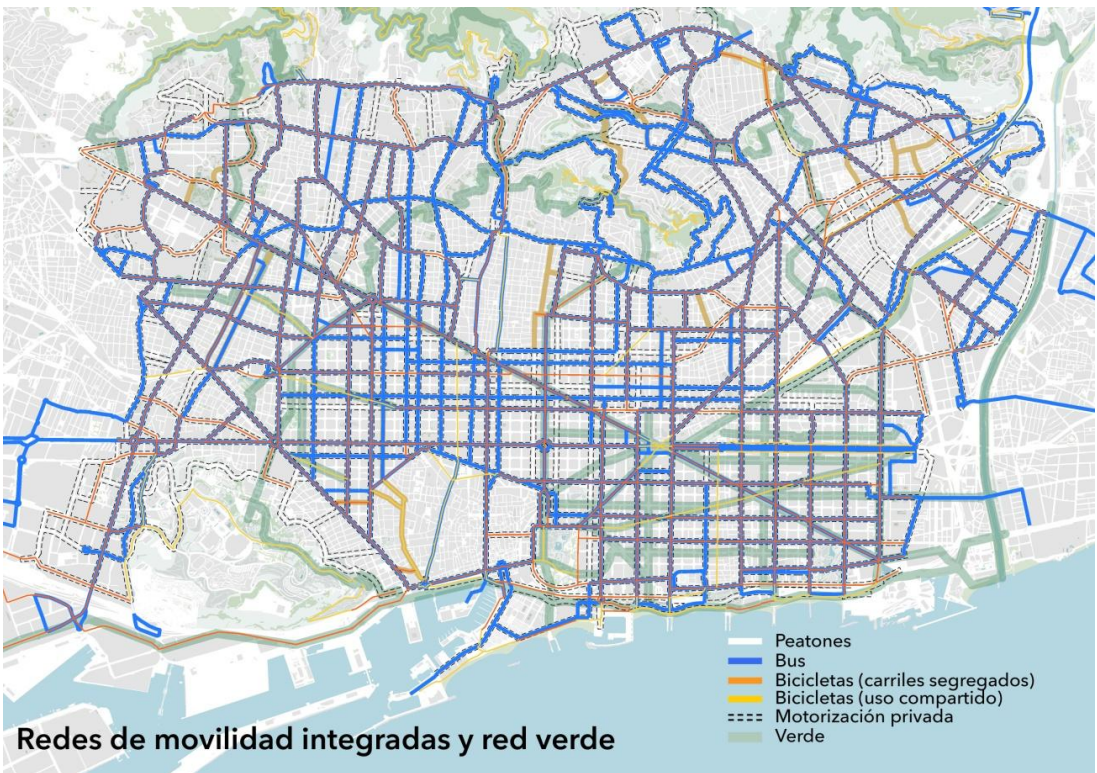 Peatones
Bus
Bicicletas (carriles segregados)
Bicicletas (uso compartido)
Motorización privada
Verde
Redes de movilidad integradas y red verde